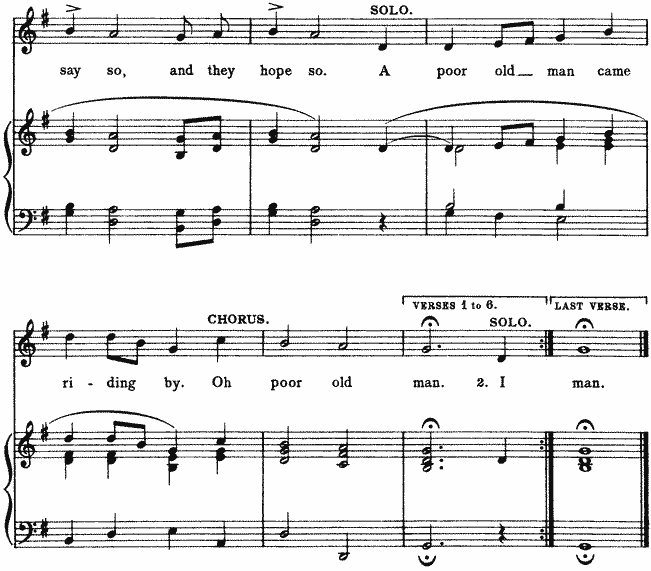 SOLO.
say so, and they hope so. A poor old man came
VERSES 1 to 6. LAST VERSE.
CHORUS. SOLO.
ri - ding by. Oh poor old man. 2. I man.